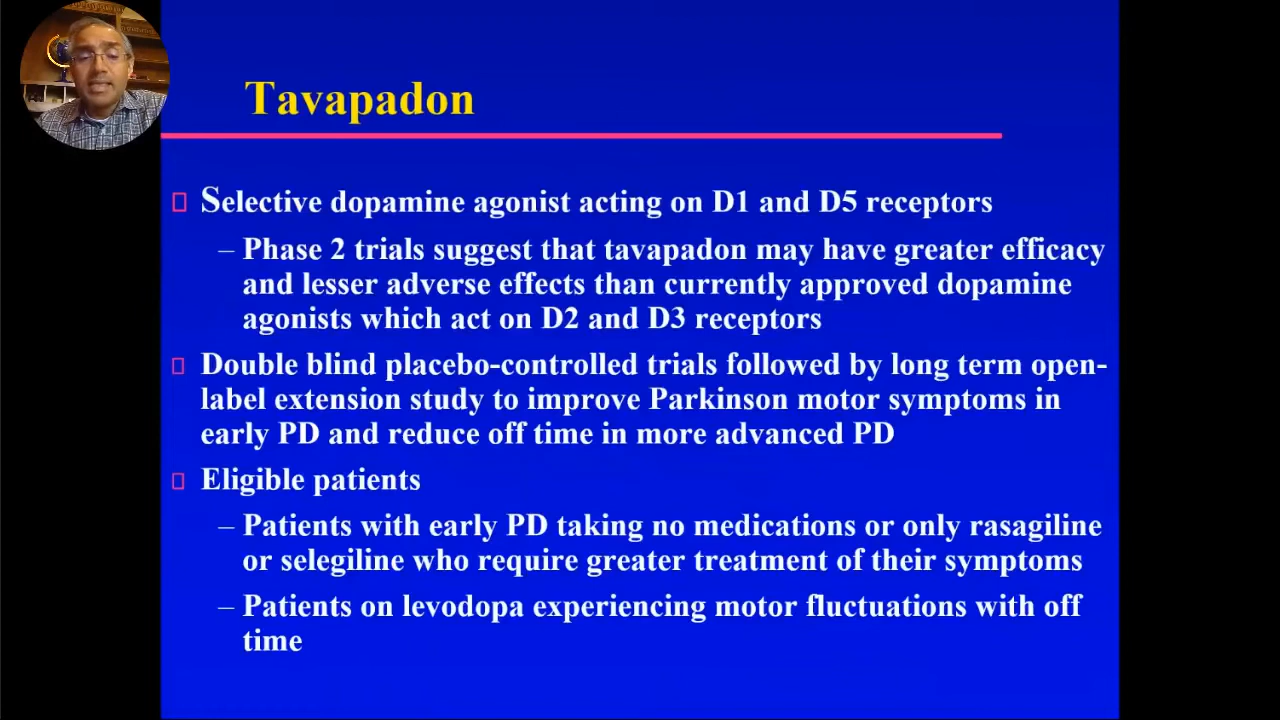 Tavapadon
Selective dopamine agonist acting on D1 and D5 receptors
– Phase 2 trials suggest that tavapadon may have greater efficacy
and lesser adverse effects than currently approved dopamine
agonists which act on D2 and D3 receptors
Double blind placebo-controlled trials followed by long term open-
label extension study to improve Parkinson motor symptoms in
early PD and reduce off time in more advanced PD
Eligible patients
– Patients with early PD taking no medications or only rasagiline
or selegiline who require greater treatment of their symptoms
– Patients on levodopa experiencing motor fluctuations with off
time